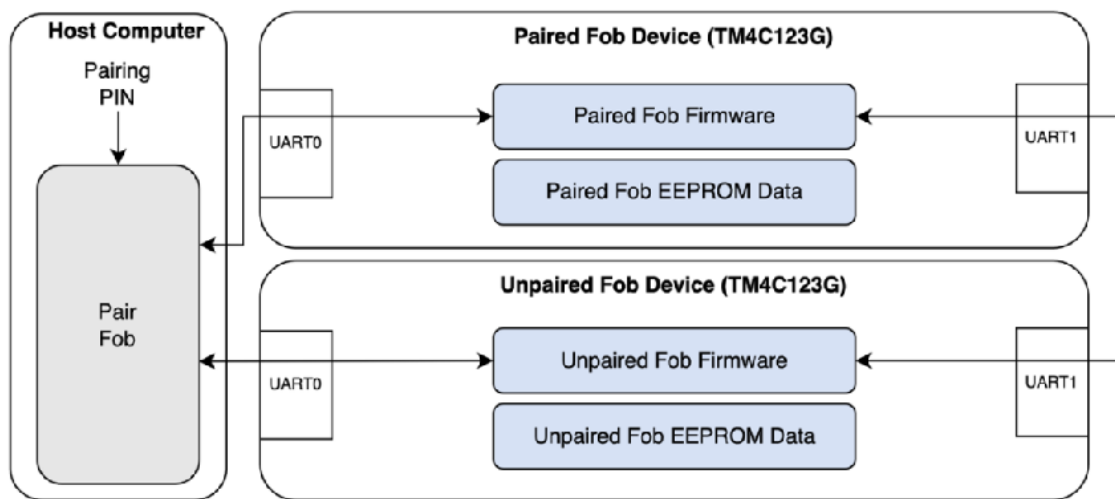 Host Computer
Pairing
PIN
Pair
Fob
Paired Fob Device (TM4C123G)
UART0
Paired Fob Firmware
Paired Fob EEPROM Data
UART1
Unpaired Fob Device (TM4C123G)
UART0
Unpaired Fob Firmware
Unpaired Fob EEPROM Data
UART1